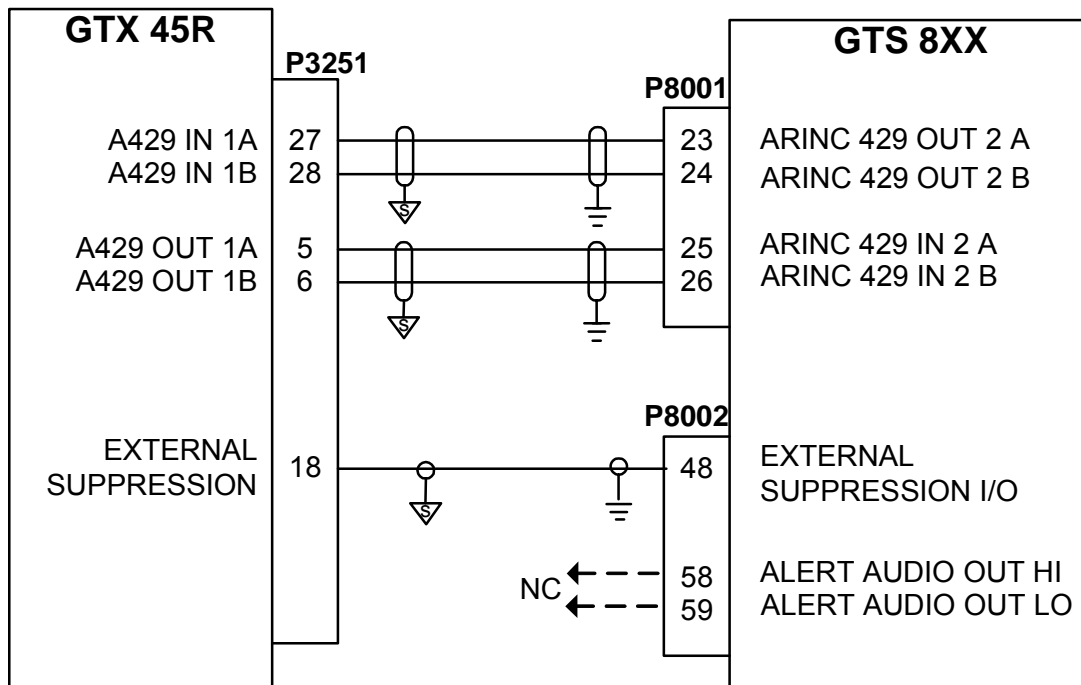 GTX 45R
GTS 8XX
P3251
P8001
A429 IN 1A 27 23 ARINC 429 OUT 2 A
A429 IN 1B 28 24 ARINC 429 OUT 2 B
S
A429 OUT 1A 5 25 ARINC 429 IN 2 A
A429 OUT 1B 6 26 ARINC 429 IN 2 B
S
P8002
EXTERNAL
SUPPRESSION
18
48
EXTERNAL
SUPPRESSION I/O
S
NC
58 ALERT AUDIO OUT HI
59 ALERT AUDIO OUT LO